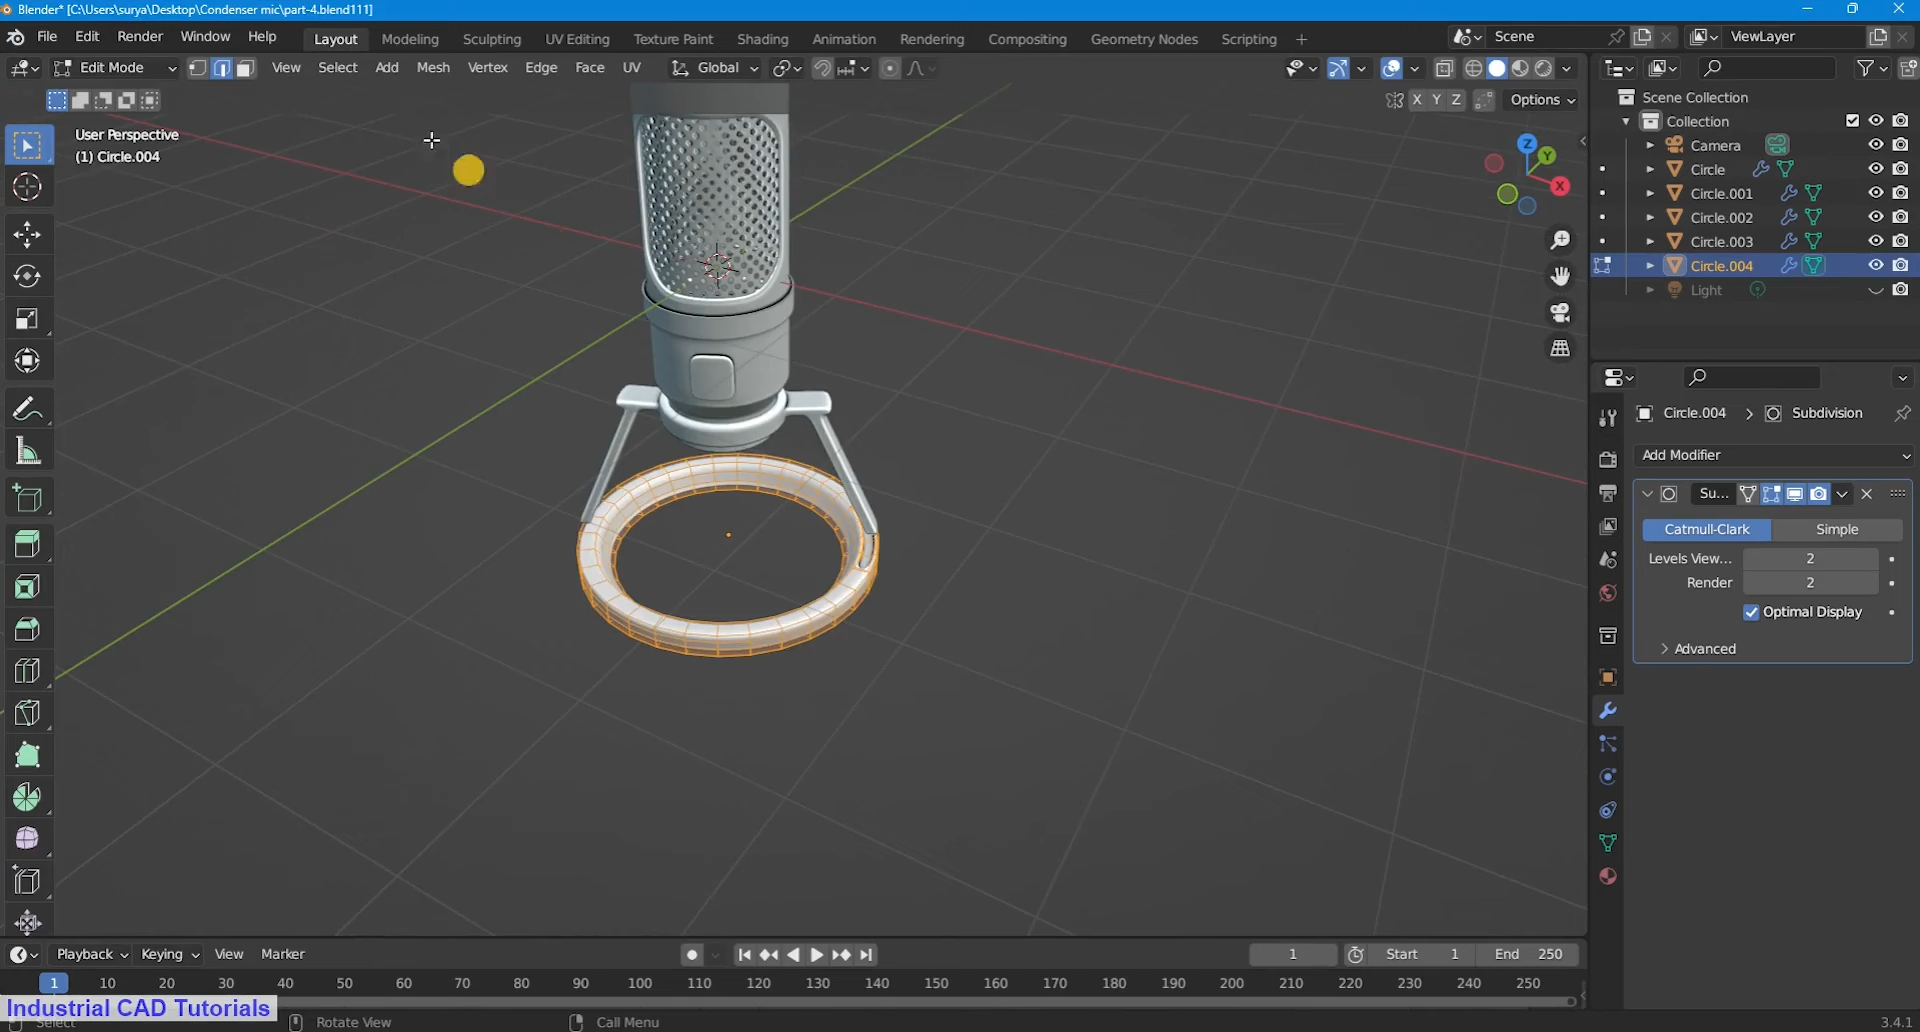 Blender* [C:\Users\surya\Desktop\Condenser mic\part-4.blend111]
File Edit Render Window Help Layout Modeling Sculpting UV Editing Texture Paint Shading Animation Rendering Compositing Geometry Nodes Scripting + Scene ViewLayer
Edit Mode View Select Add Mesh Vertex Edge Face UV Global
X Y Z Options
User Perspective
(1) Circle.004
Z Y X
Scene Collection
Collection
Camera
Circle
Circle.001
Circle.002
Circle.003
Circle.004
Light
Circle.004 > Subdivision
Add Modifier
Su...
Catmull-Clark Simple
Levels View... 2
Render 2
Optimal Display
Advanced
Playback Keying View Marker 1 Start 1 End 250
1 10 20 30 40 50 60 70 80 90 100 110 120 130 140 150 160 170 180 190 200 210 220 230 240 250
Industrial CAD Tutorials
Select Rotate View Call Menu 3.4.1